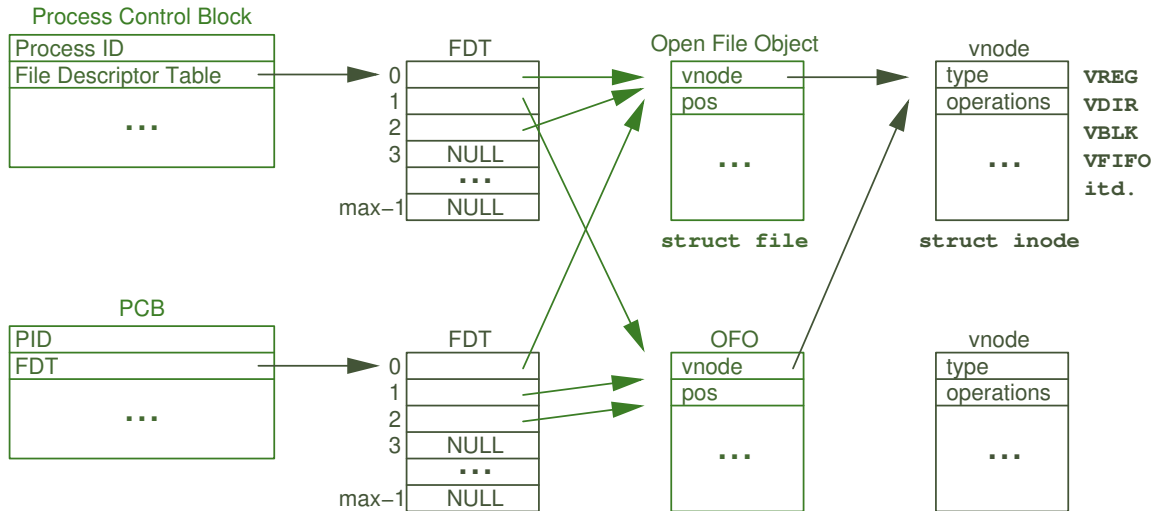 Process Control Block
Process ID
File Descriptor Table
...
FDT
0
1
2
3 NULL
...
max−1 NULL
Open File Object
vnode
pos
...
struct file
vnode
type
operations
...
struct inode
VREG
VDIR
VBLK
VFIFO
itd.
PCB
PID
FDT
...
FDT
0
1
2
3 NULL
...
max−1 NULL
OFO
vnode
pos
...
vnode
type
operations
...